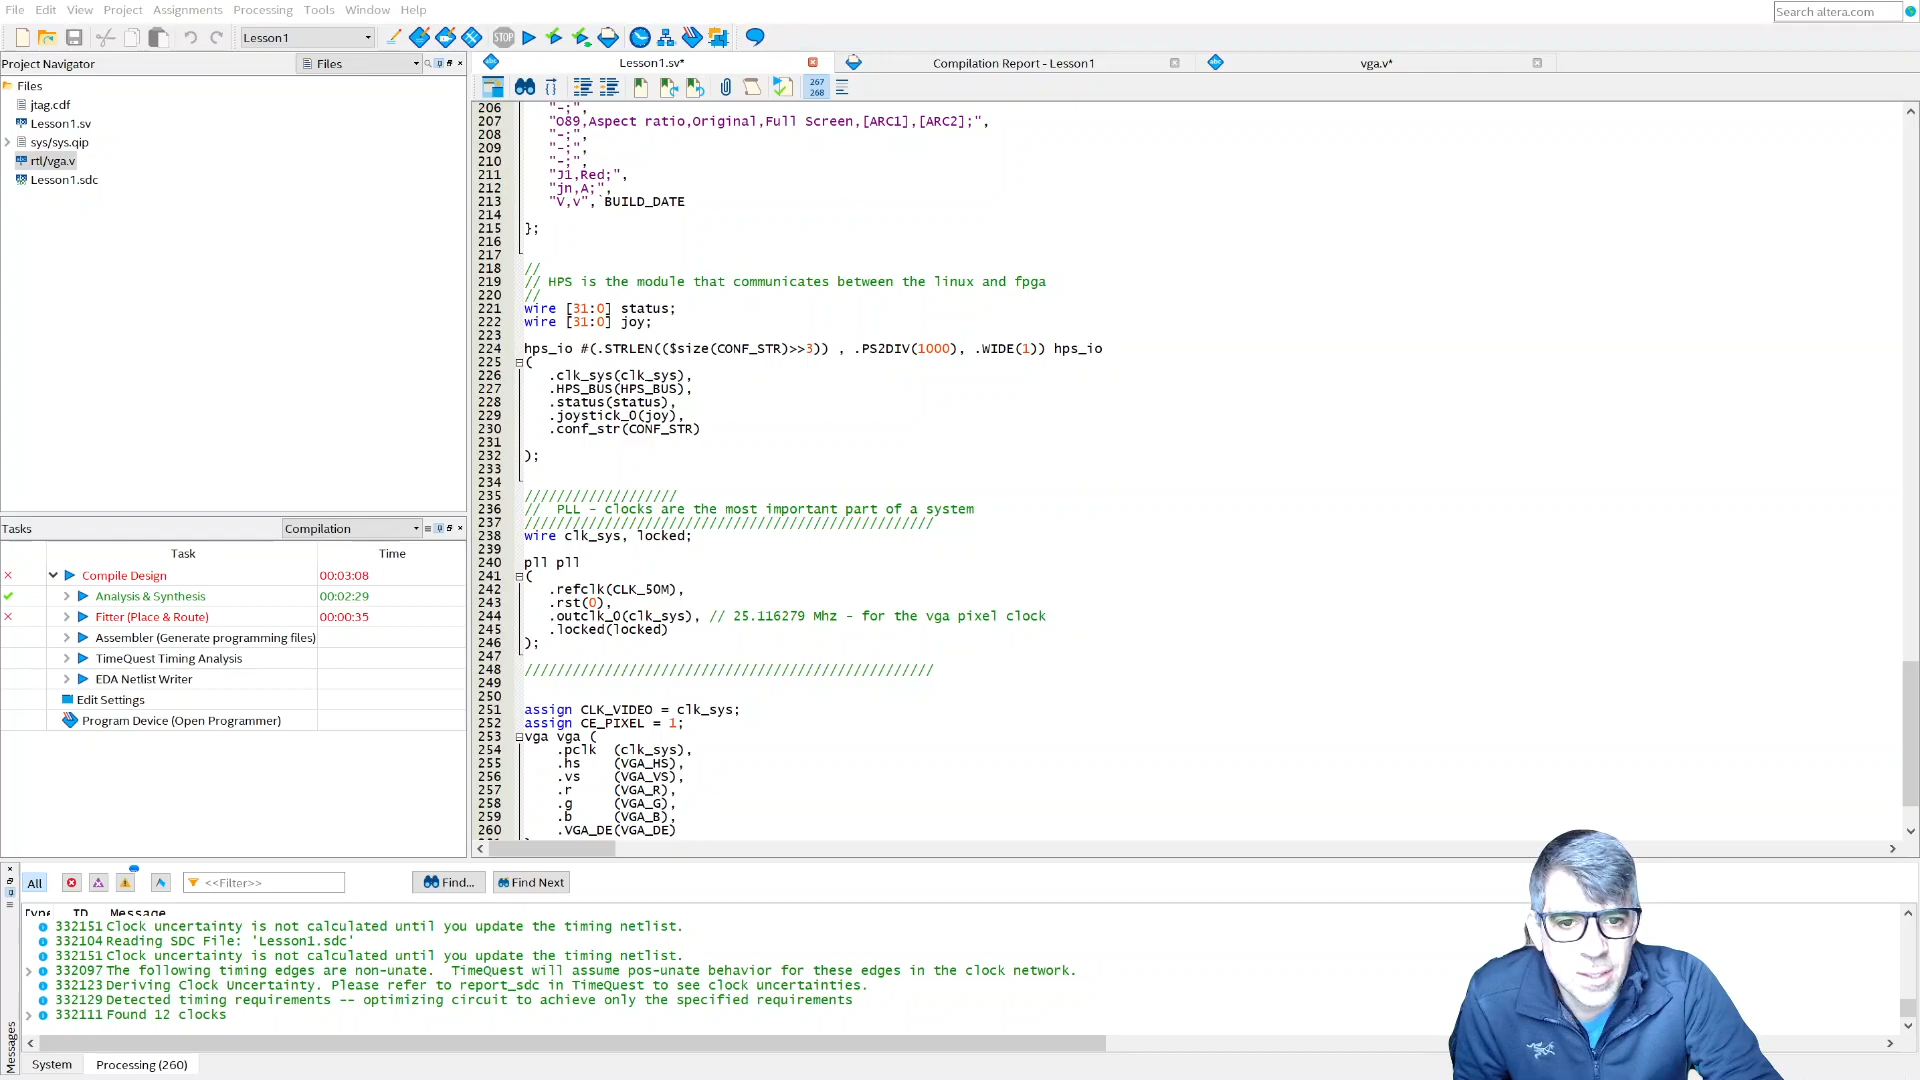 File Edit View Project Assignments Processing Tools Window Help
Search altera.com
Lesson1
STOP
Project Navigator
Files
Lesson1.sv*
Compilation Report - Lesson1
vga.v*
267
268
Files
jtag.cdf
Lesson1.sv
sys/sys.qip
rtl/vga.v
Lesson1.sdc
206 "-;",
207 "O89,Aspect ratio,Original,Full Screen,[ARC1],[ARC2];",
208 "-;",
209 "-;",
210 "-;",
211 "J1,Red;",
212 "jn,A;",
213 "V,v",`BUILD_DATE
214
215 };
216
217
218 //
219 // HPS is the module that communicates between the linux and fpga
220 //
221 wire [31:0] status;
222 wire [31:0] joy;
223
224 hps_io #(.STRLEN(($size(CONF_STR)>>3)) , .PS2DIV(1000), .WIDE(1)) hps_io
225 (
226 .clk_sys(clk_sys),
227 .HPS_BUS(HPS_BUS),
228 .status(status),
229 .joystick_0(joy),
230 .conf_str(CONF_STR)
231
232 );
233
234
235 ///////////////////
236 //  PLL - clocks are the most important part of a system
237 ///////////////////////////////////////////////////
238 wire clk_sys, locked;
239
240 pll pll
241 (
242 .refclk(CLK_50M),
243 .rst(0),
244 .outclk_0(clk_sys), // 25.116279 Mhz - for the vga pixel clock
245 .locked(locked)
246 );
247
248 ///////////////////////////////////////////////////
249
250
251 assign CLK_VIDEO = clk_sys;
252 assign CE_PIXEL = 1;
253 vga vga (
254 .pclk  (clk_sys),
255 .hs    (VGA_HS),
256 .vs    (VGA_VS),
257 .r     (VGA_R),
258 .g     (VGA_G),
259 .b     (VGA_B),
260 .VGA_DE(VGA_DE)
Tasks
Compilation
Task Time
Compile Design 00:03:08
Analysis & Synthesis 00:02:29
Fitter (Place & Route) 00:00:35
Assembler (Generate programming files)
TimeQuest Timing Analysis
EDA Netlist Writer
Edit Settings
Program Device (Open Programmer)
All
<<Filter>>
Find...
Find Next
Type ID Message
332151 Clock uncertainty is not calculated until you update the timing netlist.
332104 Reading SDC File: 'Lesson1.sdc'
332151 Clock uncertainty is not calculated until you update the timing netlist.
332097 The following timing edges are non-unate.  TimeQuest will assume pos-unate behavior for these edges in the clock network.
332123 Deriving Clock Uncertainty. Please refer to report_sdc in TimeQuest to see clock uncertainties.
332129 Detected timing requirements -- optimizing circuit to achieve only the specified requirements
332111 Found 12 clocks
Messages
System
Processing (260)